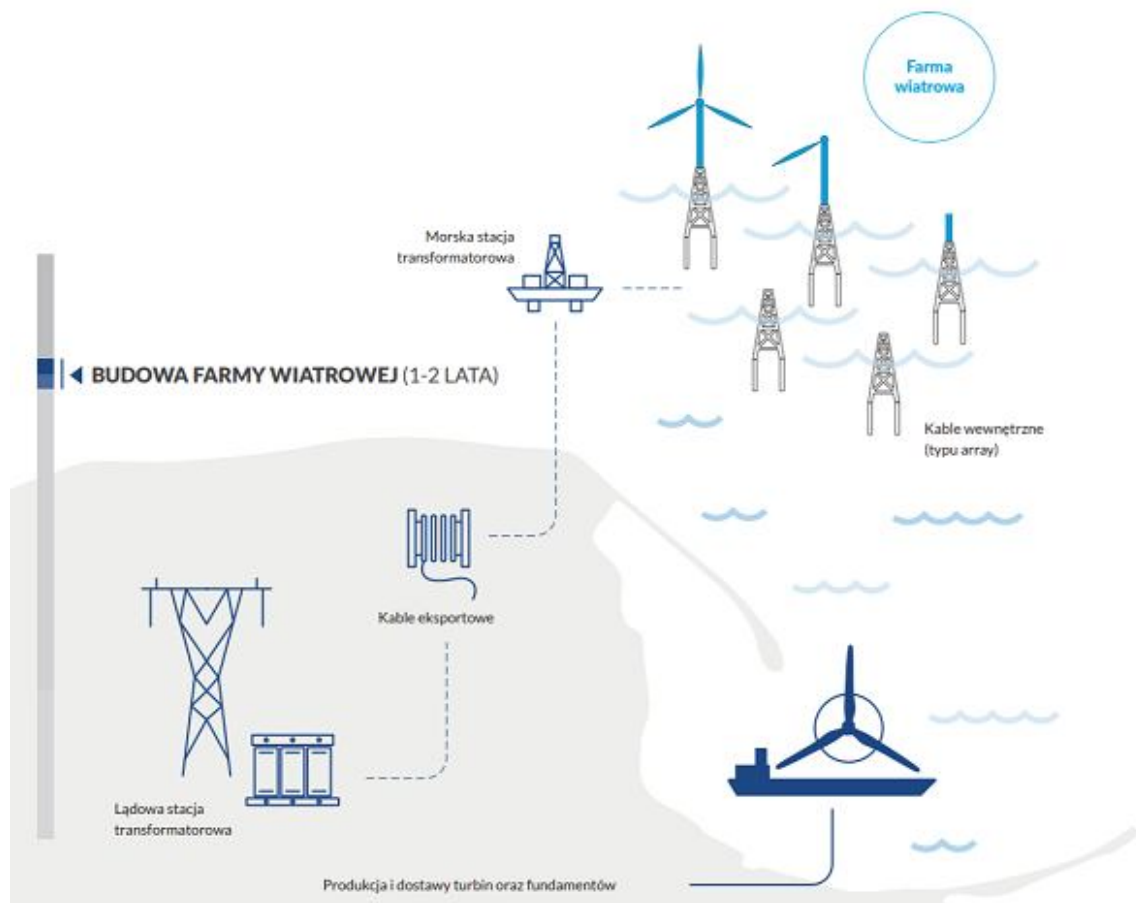 Farma
wiatrowa
Morska stacja
transformatorowa
BUDOWA FARMY WIATROWEJ (1-2 LATA)
Kable wewnętrzne
(typu array)
Kable eksportowe
Lądowa stacja
transformatorowa
Produkcja i dostawy turbin oraz fundamentów